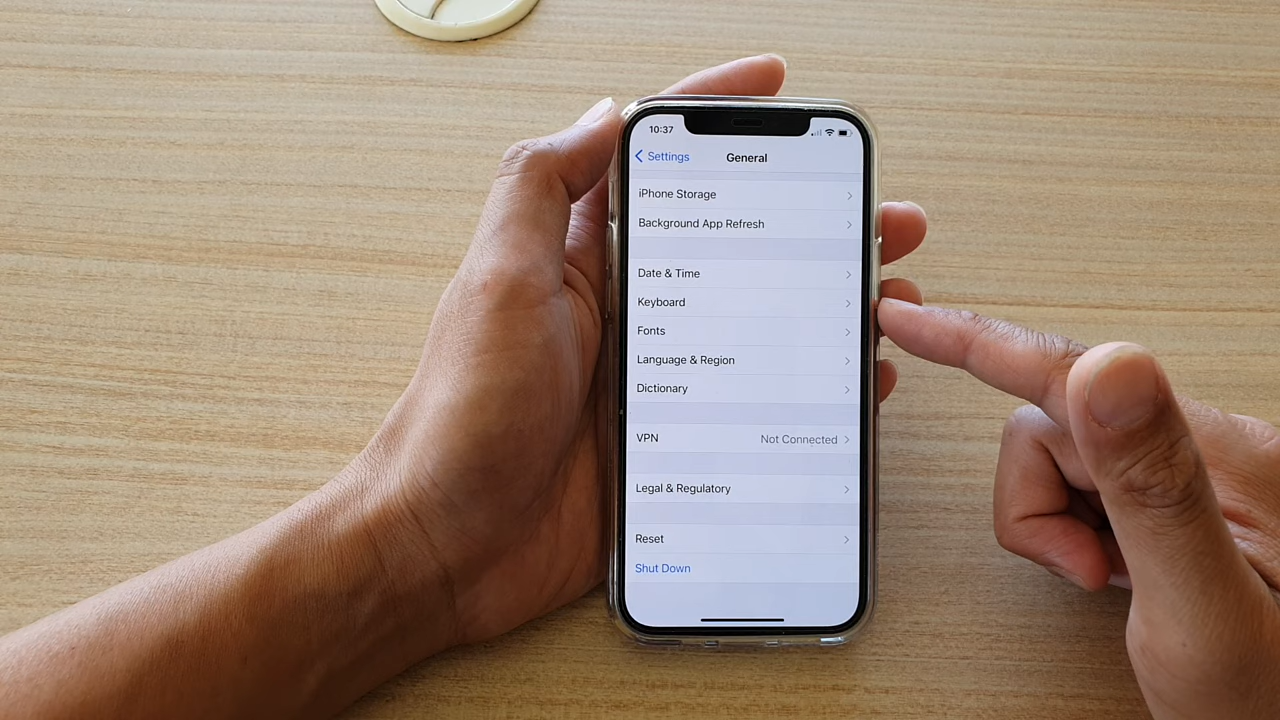 10:37
Settings
General
iPhone Storage
Background App Refresh
Date & Time
Keyboard
Fonts
Language & Region
Dictionary
VPN Not Connected
Legal & Regulatory
Reset
Shut Down